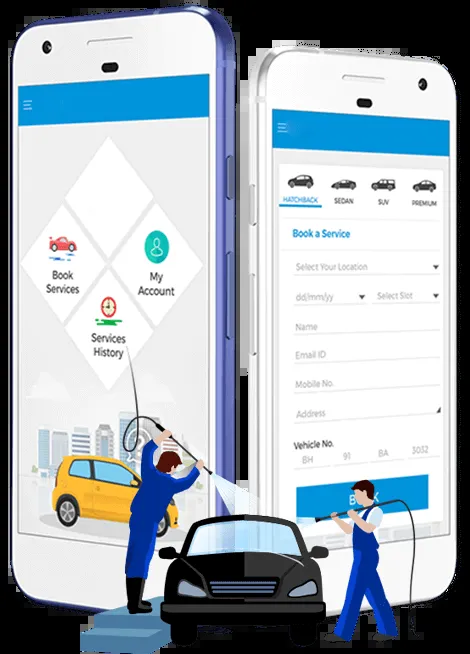 Book
Services
My
Account
Services
History
HATCHBACK
SEDAN
SUV
PREMIUM
Book a Service
Select Your Location
dd/mm/yy
Select Slot
Name
Email ID
Mobile No.
Address
Vehicle No.
BH
91
BA
3032